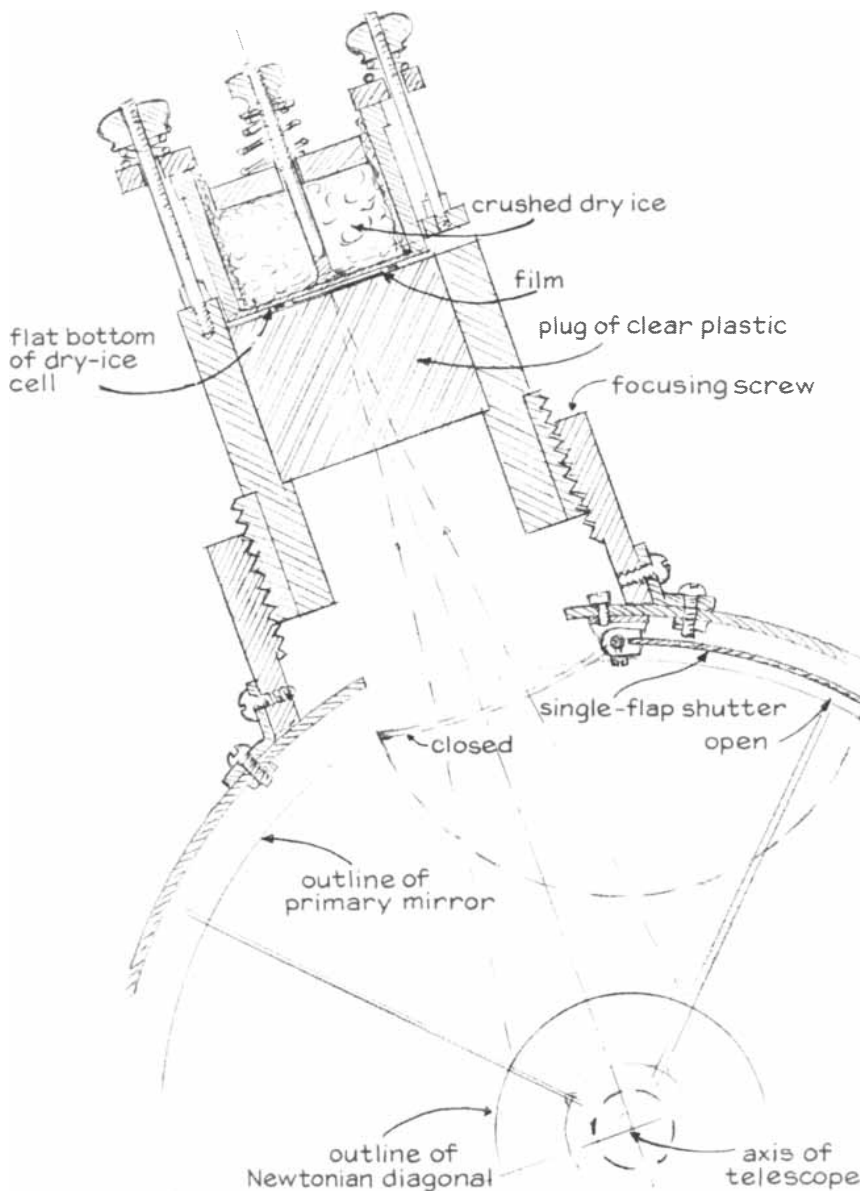 crushed dry ice
film
flat bottom
of dry-ice
cell
plug of clear plastic
focusing screw
single-flap shutter
open
closed
outline of
primary mirror
outline of
Newtonian diagonal
axis of
telescope